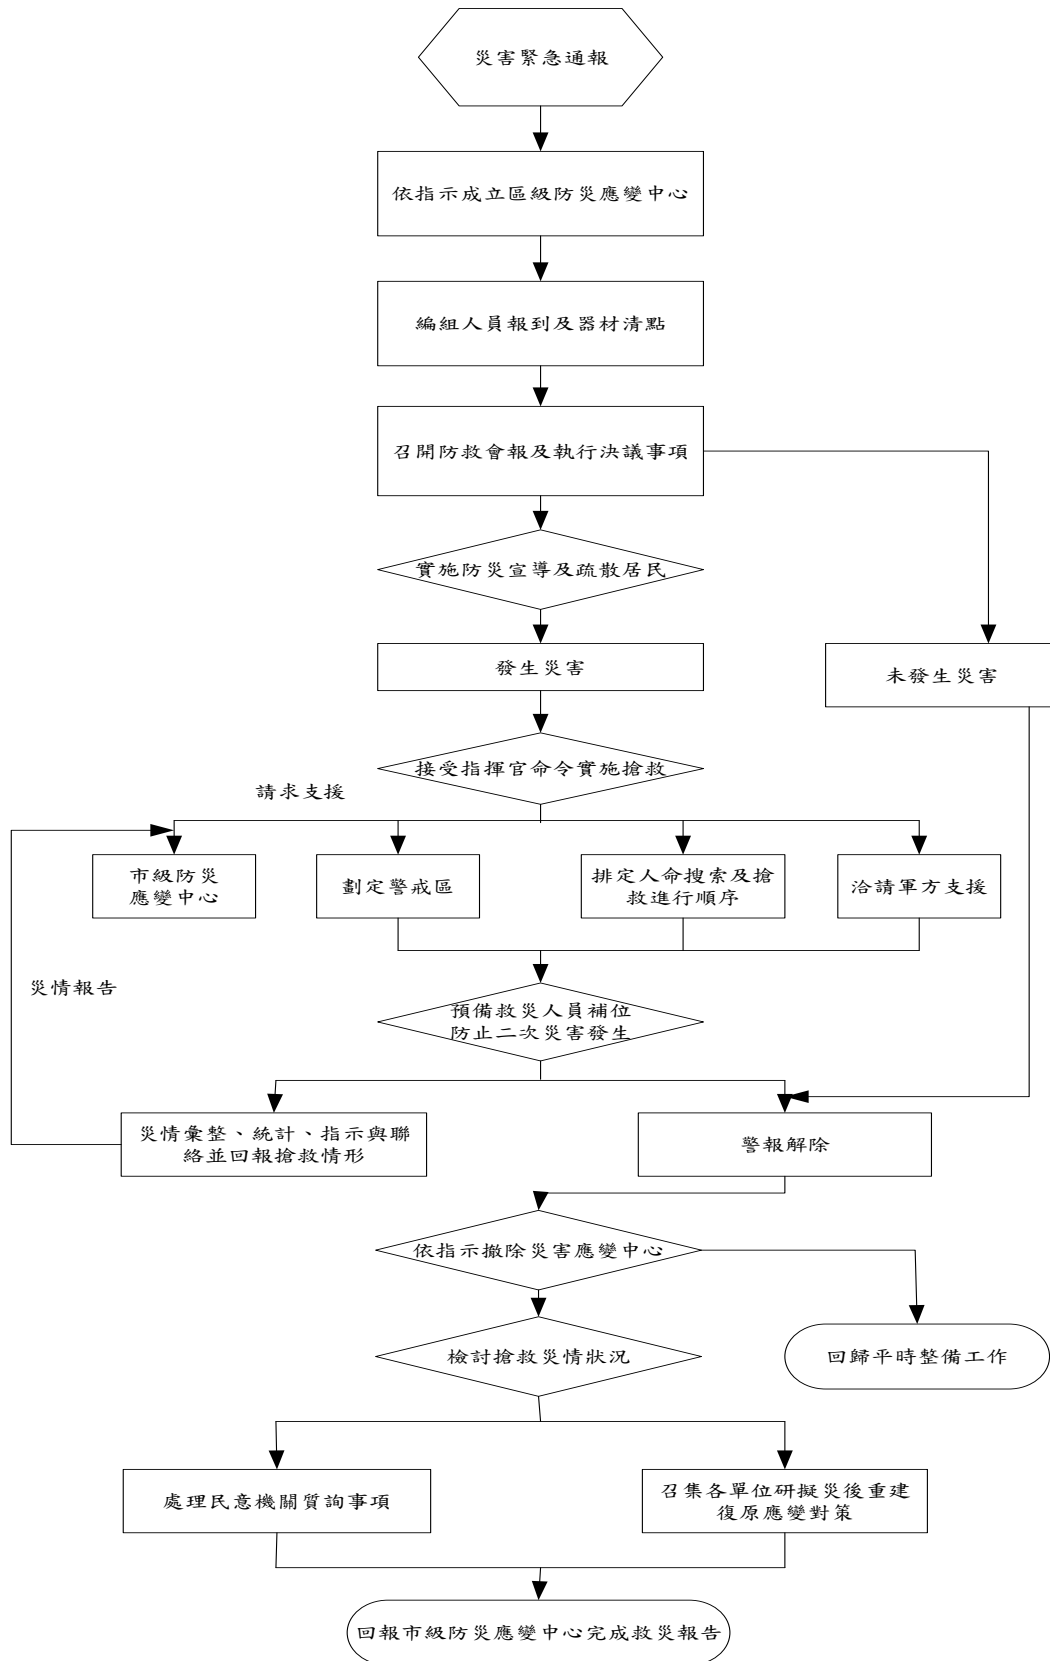 災害緊急通報
依指示成立區級防災應變中心
編組人員報到及器材清點
召開防救會報及執行決議事項
實施防災宣導及疏散居民
發生災害
未發生災害
接受指揮官命令實施搶救
請求支援
市級防災
應變中心
劃定警戒區
排定人命搜索及搶
救進行順序
洽請軍方支援
災情報告
預備救災人員補位
防止二次災害發生
災情彙整、統計、指示與聯
絡並回報搶救情形
警報解除
依指示撤除災害應變中心
回歸平時整備工作
檢討搶救災情狀況
處理民意機關質詢事項
召集各單位研擬災後重建
復原應變對策
回報市級防災應變中心完成救災報告